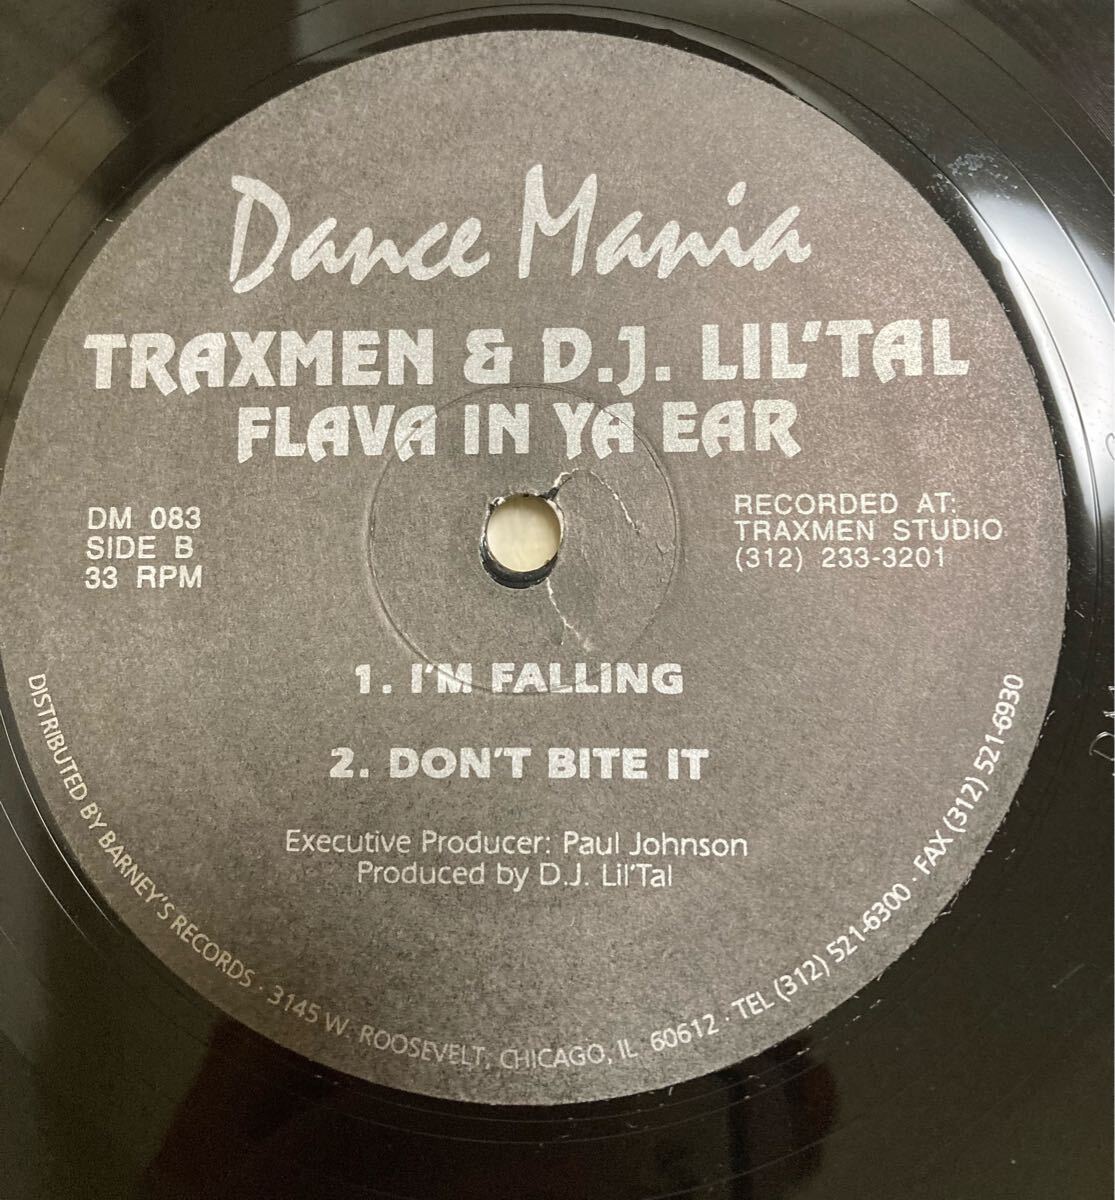 Dance Mania
TRAXMEN & D.J. LIL'TAL
FLAVA IN YA EAR
DM 083
SIDE B
33 RPM
RECORDED AT:
TRAXMEN STUDIO
(312) 233-3201
1. I'M FALLING
2. DON'T BITE IT
Executive Producer: Paul Johnson
Produced by D.J. Lil'Tal
DISTRIBUTED BY BARNEY'S RECORDS · 3145 W. ROOSEVELT, CHICAGO, IL 60612 · TEL (312) 521-6300 · FAX (312) 521-6930